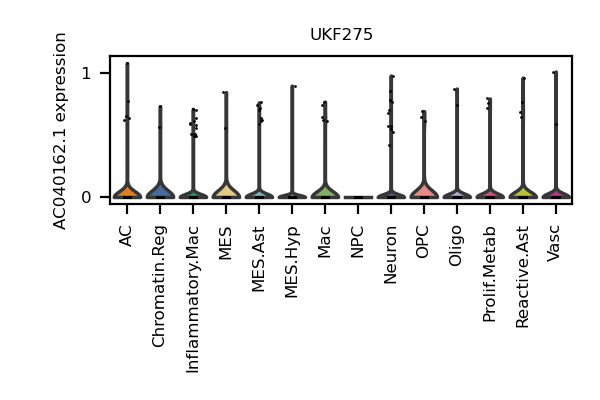 UKF275
AC040162.1 expression
1
0
AC
Chromatin.Reg
Inflammatory.Mac
MES
MES.Ast
MES.Hyp
Mac
NPC
Neuron
OPC
Oligo
Prolif.Metab
Reactive.Ast
Vasc